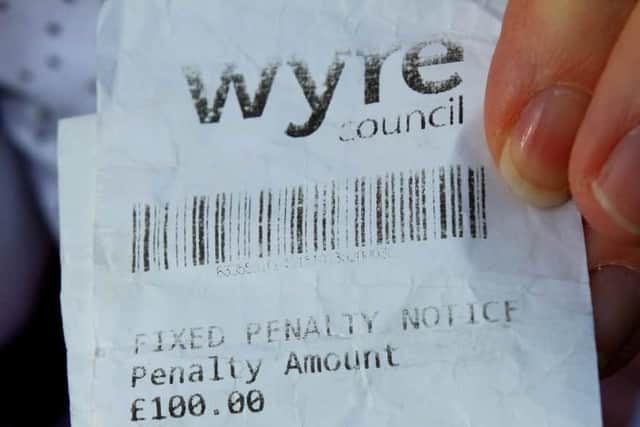 wyre
council
FIXED PENALTY NOTICE
Penalty Amount
£100.00